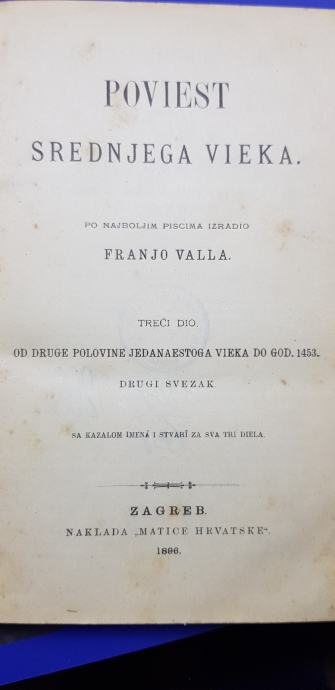 POVIEST
SREDNJEGA VIEKA.
PO NAJBOLJIM PISCIMA IZRADIO
FRANJO VALLA.
TREĆI DIO.
OD DRUGE POLOVINE JEDANAESTOGA VIEKA DO GOD. 1453.
DRUGI SVEZAK.
SA KAZALOM IMENÂ I STVARÎ ZA SVA TRI DIELA.
ZAGREB.
NAKLADA „MATICE HRVATSKE“.
1896.